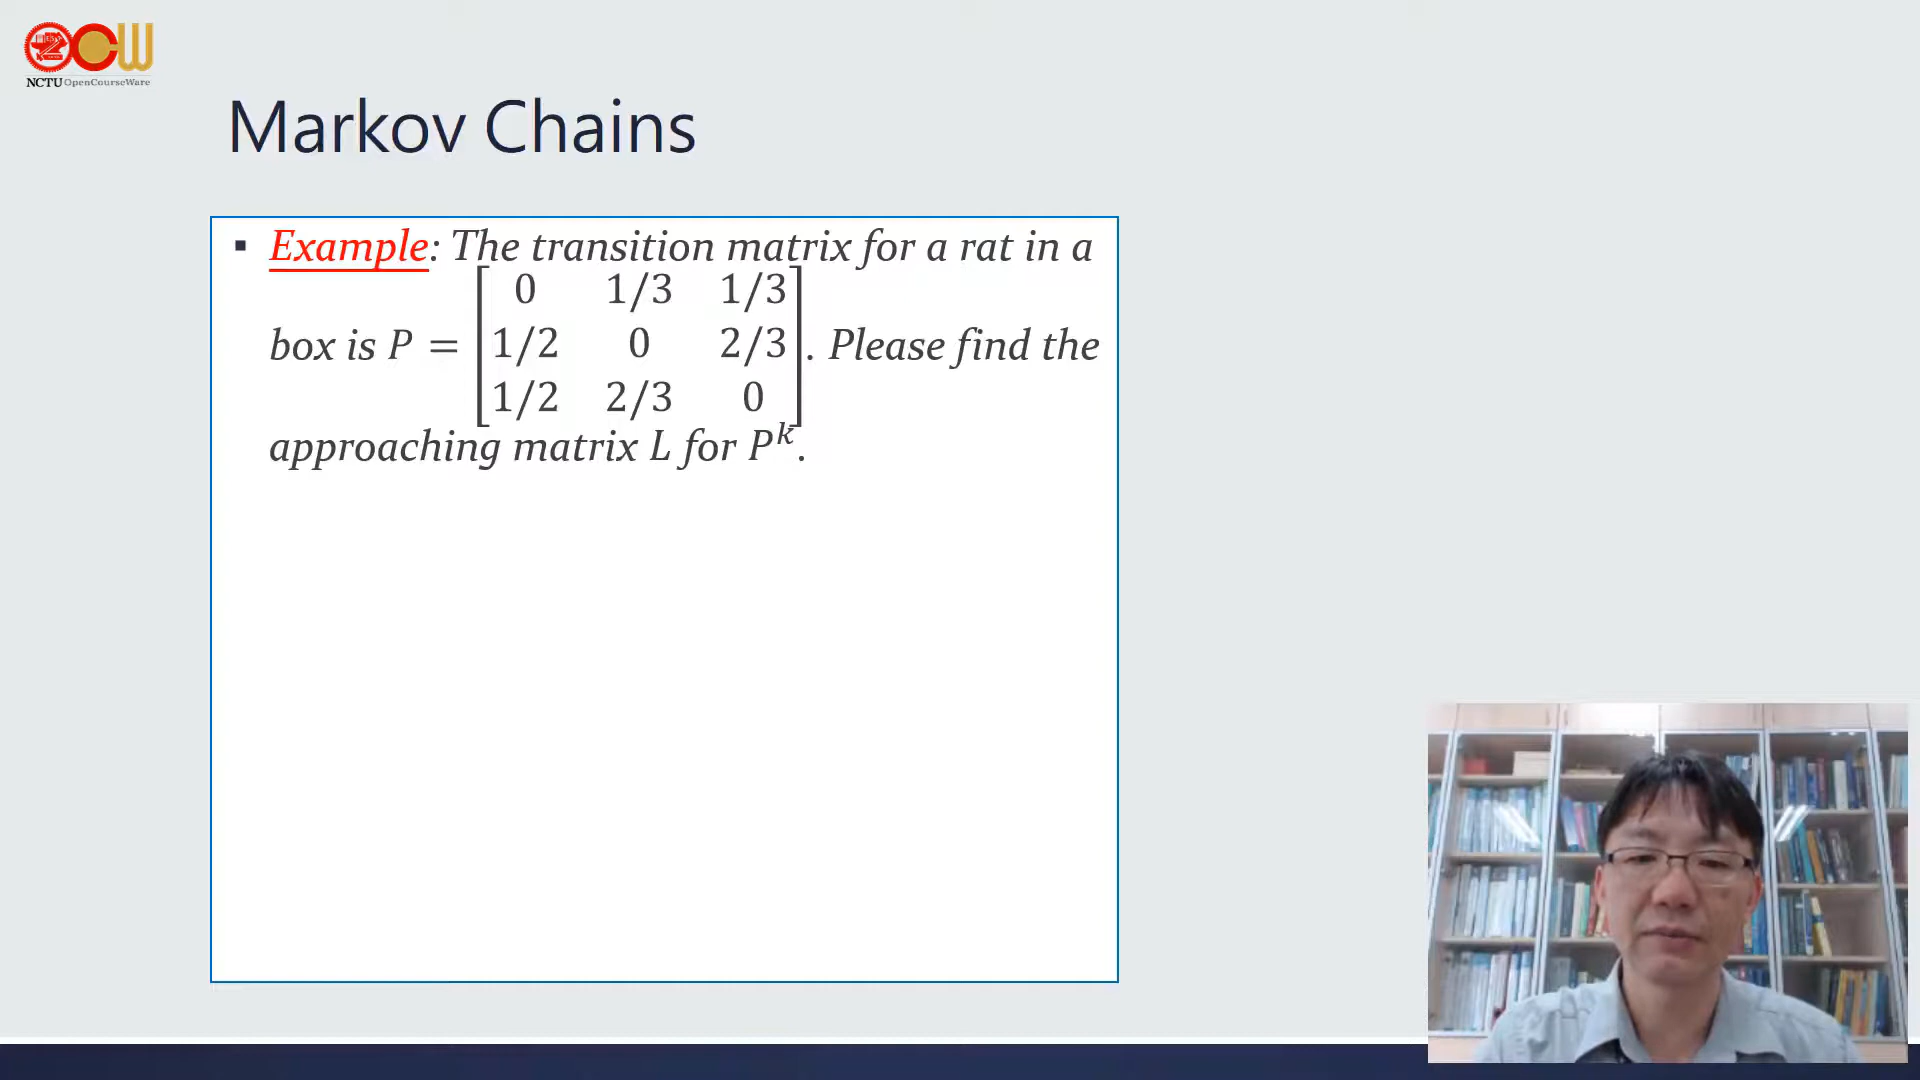 NCTU OpenCourseWare
Markov Chains
▪ Example: The transition matrix for a rat in a
box is P = [0 1/3 1/3; 1/2 0 2/3; 1/2 2/3 0]. Please find the
approaching matrix L for P^k.